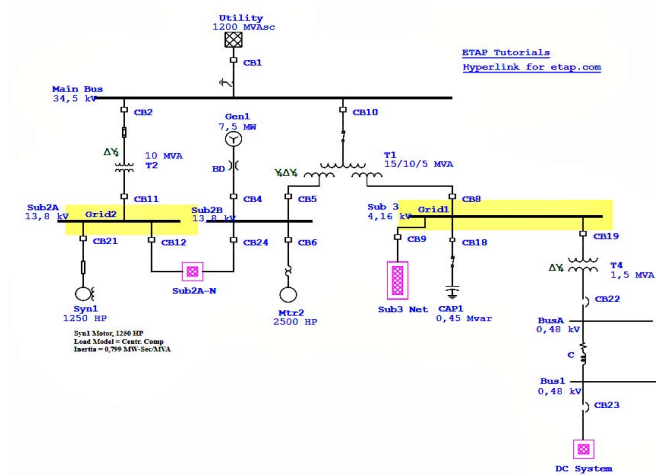 Utility
1200 MVAsc
CB1
ETAP Tutorials
Hyperlink for etap.com
Main Bus
34,5 kV
CB2
Gen1
7,5 MW
CB10
ΔY
10 MVA
T2
BD
YΔY
T1
15/10/5 MVA
CB11
CB4
CB5
CB8
Sub2A
13,8 kV
Grid2
Sub2B
13,8 kV
Sub 3
4,16 kV
Grid1
CB21
CB12
CB24
CB6
CB9
CB18
CB19
Sub2A-N
ΔY
T4
1,5 MVA
Syn1
1250 HP
Mtr2
2500 HP
Sub3 Net
CAP1
0,45 Mvar
CB22
Syn1 Motor, 1250 HP
Load Model = Centr. Comp
Inertia = 0,799 MW-Sec/MVA
BusA
0,48 kV
C
Bus1
0,48 kV
CB23
DC System